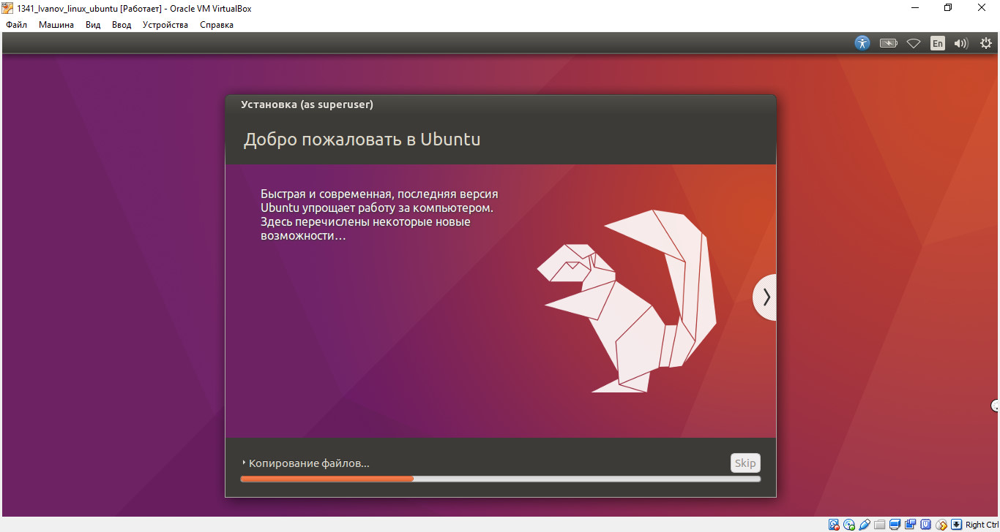 1341_Ivanov_linux_ubuntu [Работает] - Oracle VM VirtualBox
Файл Машина Вид Ввод Устройства Справка
En
Установка (as superuser)
Добро пожаловать в Ubuntu
Быстрая и современная, последняя версия
Ubuntu упрощает работу за компьютером.
Здесь перечислены некоторые новые
возможности...
Копирование файлов...
Skip
Right Ctrl